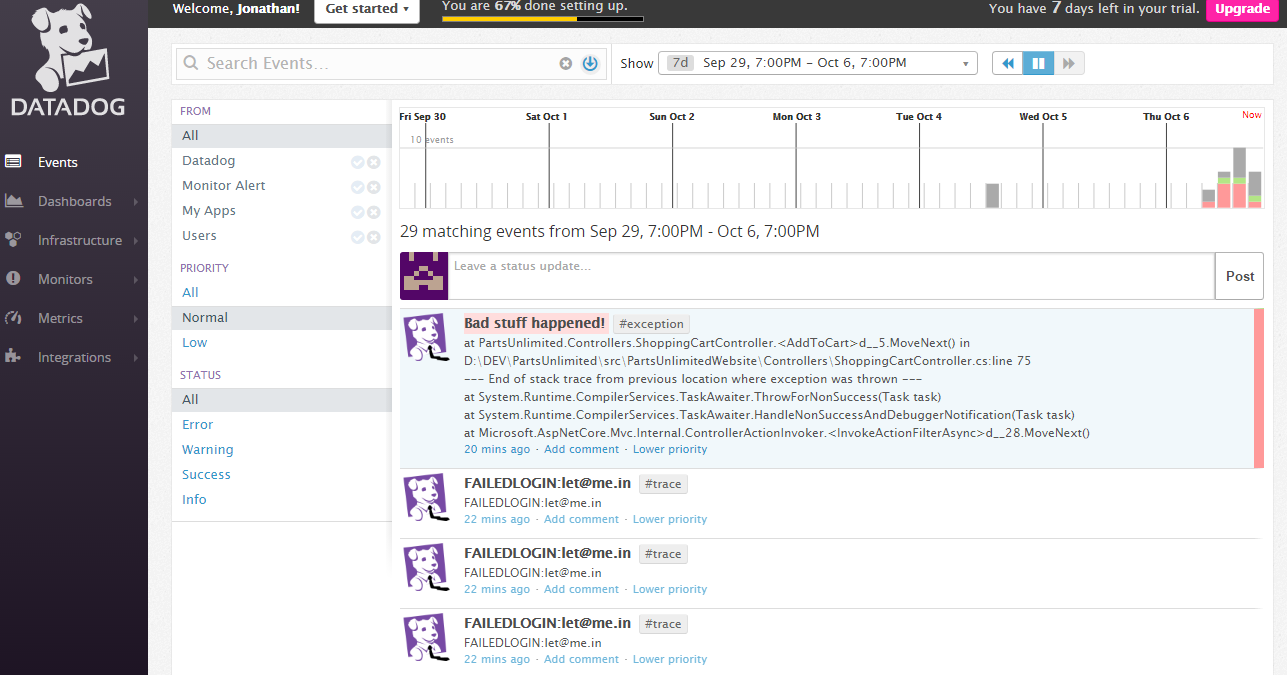 Welcome, Jonathan!
Get started
You are 67% done setting up.
You have 7 days left in your trial.
Upgrade
DATADOG
Events
Dashboards
Infrastructure
Monitors
Metrics
Integrations
Search Events...
Show
7d
Sep 29, 7:00PM – Oct 6, 7:00PM
FROM
All
Datadog
Monitor Alert
My Apps
Users
PRIORITY
All
Normal
Low
STATUS
All
Error
Warning
Success
Info
Fri Sep 30
Sat Oct 1
Sun Oct 2
Mon Oct 3
Tue Oct 4
Wed Oct 5
Thu Oct 6
Now
10 events
29 matching events from Sep 29, 7:00PM - Oct 6, 7:00PM
Leave a status update...
Post
Bad stuff happened! #exception
at PartsUnlimited.Controllers.ShoppingCartController.<AddToCart>d__5.MoveNext() in
D:\DEV\PartsUnlimited\src\PartsUnlimitedWebsite\Controllers\ShoppingCartController.cs:line 75
--- End of stack trace from previous location where exception was thrown ---
at System.Runtime.CompilerServices.TaskAwaiter.ThrowForNonSuccess(Task task)
at System.Runtime.CompilerServices.TaskAwaiter.HandleNonSuccessAndDebuggerNotification(Task task)
at Microsoft.AspNetCore.Mvc.Internal.ControllerActionInvoker.<InvokeActionFilterAsync>d__28.MoveNext()
20 mins ago · Add comment · Lower priority
FAILEDLOGIN:let@me.in #trace
FAILEDLOGIN:let@me.in
22 mins ago · Add comment · Lower priority
FAILEDLOGIN:let@me.in #trace
FAILEDLOGIN:let@me.in
22 mins ago · Add comment · Lower priority
FAILEDLOGIN:let@me.in #trace
FAILEDLOGIN:let@me.in
22 mins ago · Add comment · Lower priority